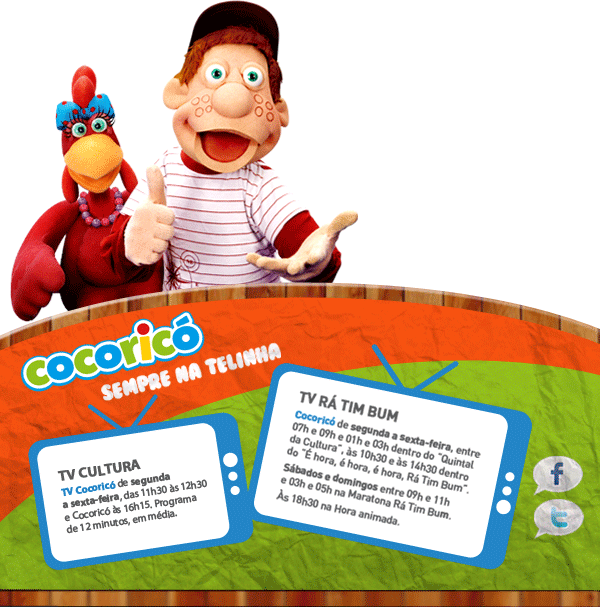 cocoricó
SEMPRE NA TELINHA
TV CULTURA
TV Cocoricó de segunda
a sexta-feira, das 11h30 às 12h30
e Cocoricó às 16h15. Programa
de 12 minutos, em média.
TV RÁ TIM BUM
Cocoricó de segunda a sexta-feira, entre
07h e 09h e 01h e 03h dentro do "Quintal
da Cultura", às 10h30 e às 14h30 dentro
do "É hora, é hora, é hora, Rá Tim Bum".
Sábados e domingos entre 09h e 11h
e 03h e 05h na Maratona Rá Tim Bum.
Às 18h30 na Hora animada.
f
t